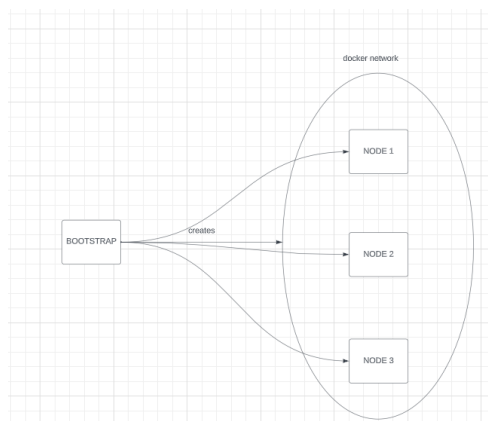 docker network
NODE 1
BOOTSTRAP
creates
NODE 2
NODE 3